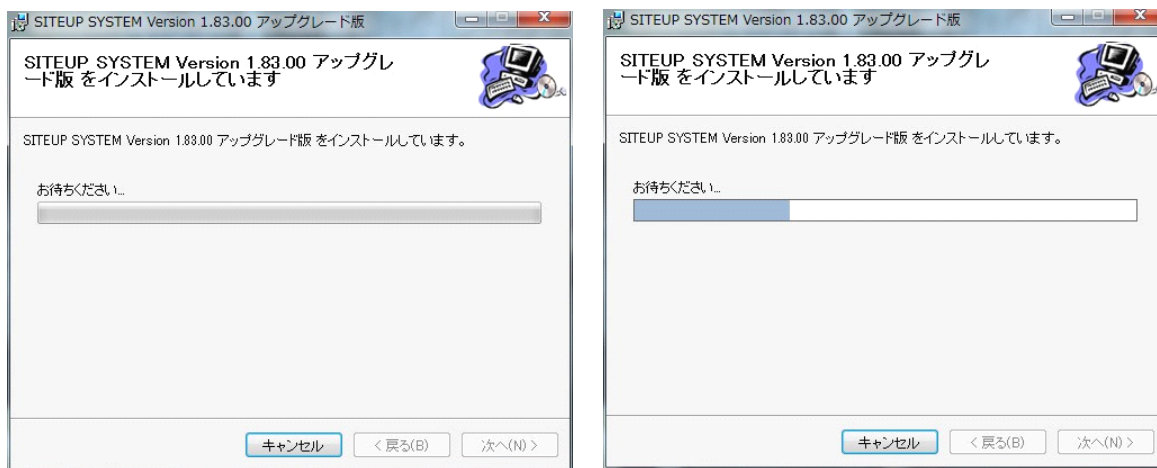 SITEUP SYSTEM Version 1.83.00 アップグレード版
SITEUP SYSTEM Version 1.83.00 アップグレ
ード版 をインストールしています
SITEUP SYSTEM Version 1.83.00 アップグレード版 をインストールしています。
お待ちください...
キャンセル
< 戻る(B)
次へ(N) >
SITEUP SYSTEM Version 1.83.00 アップグレード版
SITEUP SYSTEM Version 1.83.00 アップグレ
ード版 をインストールしています
SITEUP SYSTEM Version 1.83.00 アップグレード版 をインストールしています。
お待ちください...
キャンセル
< 戻る(B)
次へ(N) >